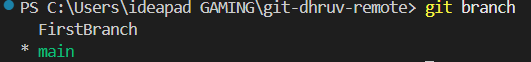 PS C:\Users\ideapad GAMING\git-dhruv-remote> git branch
  FirstBranch
* main